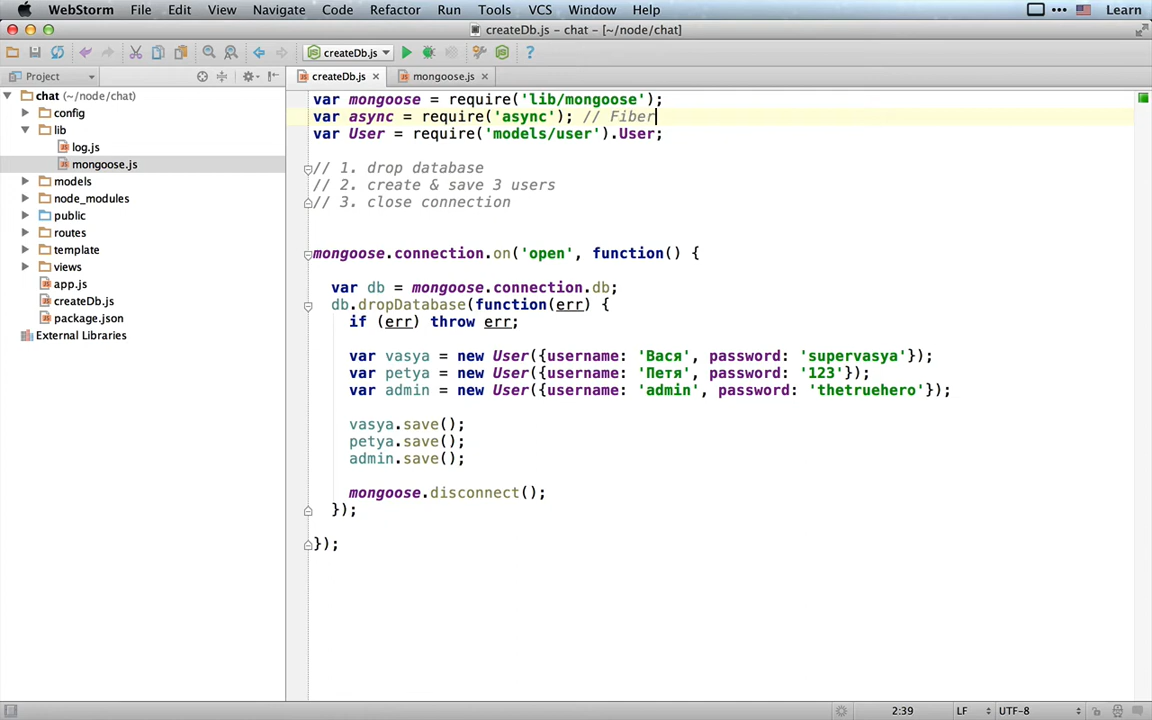 WebStorm File Edit View Navigate Code Refactor Run Tools VCS Window Help Learn
createDb.js – chat - [~/node/chat]
createDb.js
Project
createDb.js mongoose.js
chat (~/node/chat)
config
lib
log.js
mongoose.js
models
node_modules
public
routes
template
views
app.js
createDb.js
package.json
External Libraries
var mongoose = require('lib/mongoose');
var async = require('async'); // Fiber
var User = require('models/user').User;
// 1. drop database
// 2. create & save 3 users
// 3. close connection
mongoose.connection.on('open', function() {
var db = mongoose.connection.db;
db.dropDatabase(function(err) {
if (err) throw err;
var vasya = new User({username: 'Вася', password: 'supervasya'});
var petya = new User({username: 'Петя', password: '123'});
var admin = new User({username: 'admin', password: 'thetruehero'});
vasya.save();
petya.save();
admin.save();
mongoose.disconnect();
});
});
2:39 LF UTF-8